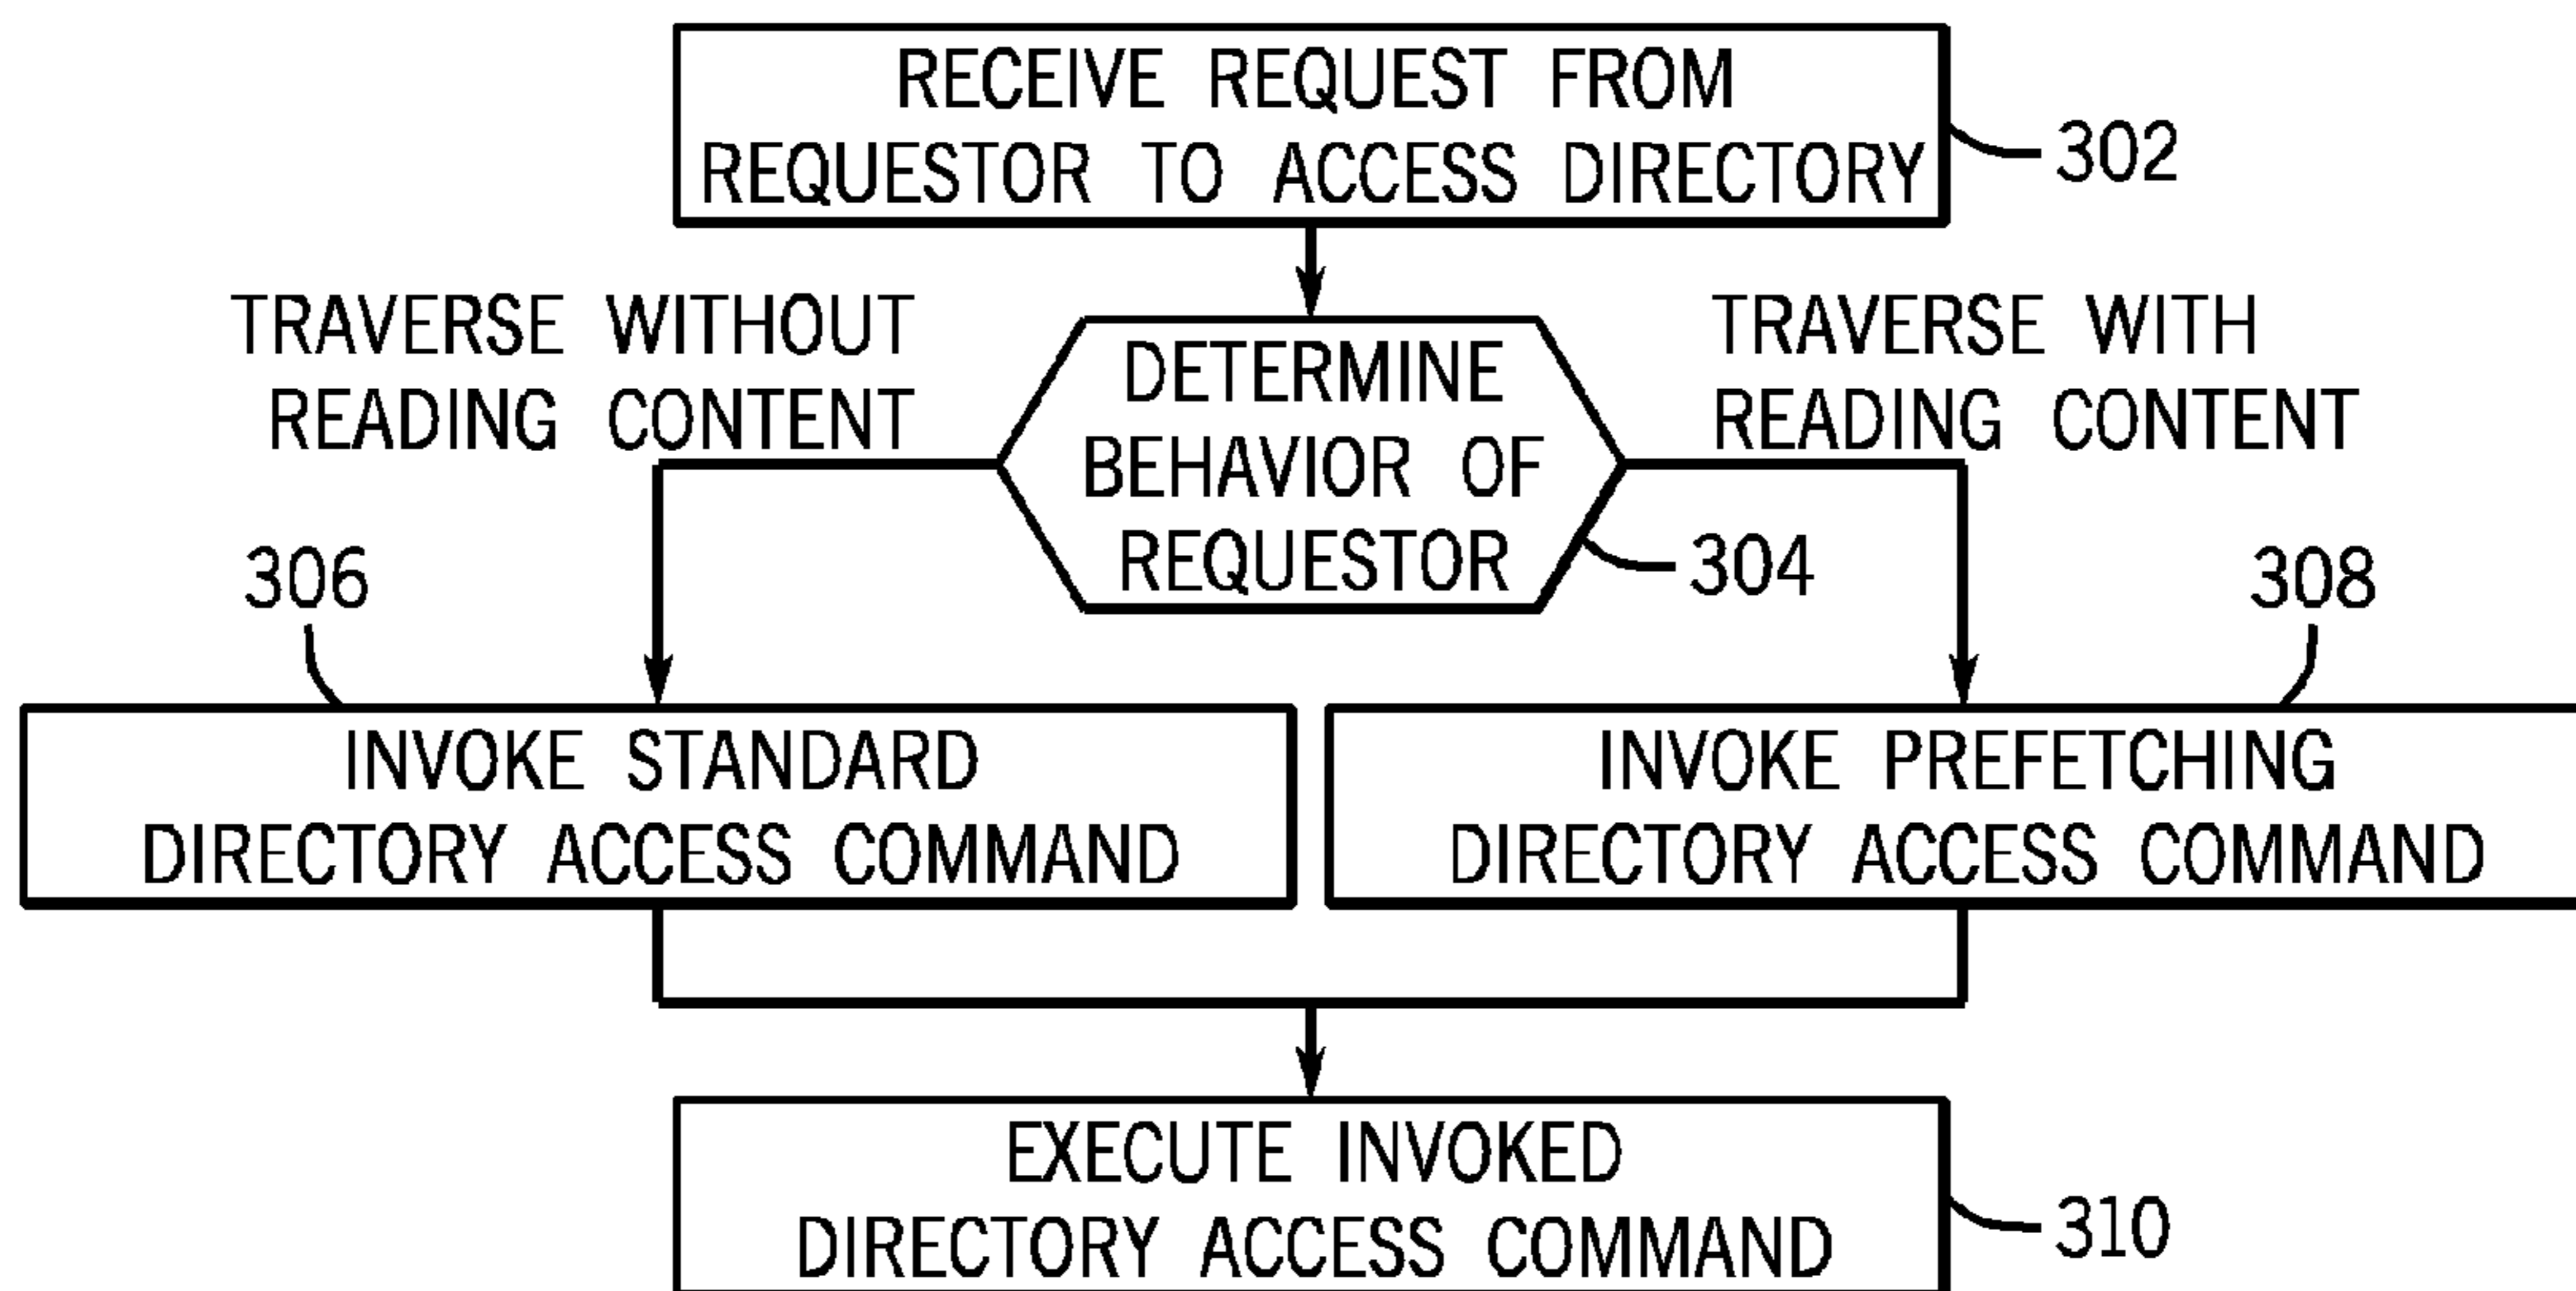 RECEIVE REQUEST FROM
REQUESTOR TO ACCESS DIRECTORY
302
TRAVERSE WITHOUT
READING CONTENT
DETERMINE
BEHAVIOR OF
REQUESTOR
304
TRAVERSE WITH
READING CONTENT
306
308
INVOKE STANDARD
DIRECTORY ACCESS COMMAND
INVOKE PREFETCHING
DIRECTORY ACCESS COMMAND
EXECUTE INVOKED
DIRECTORY ACCESS COMMAND
310